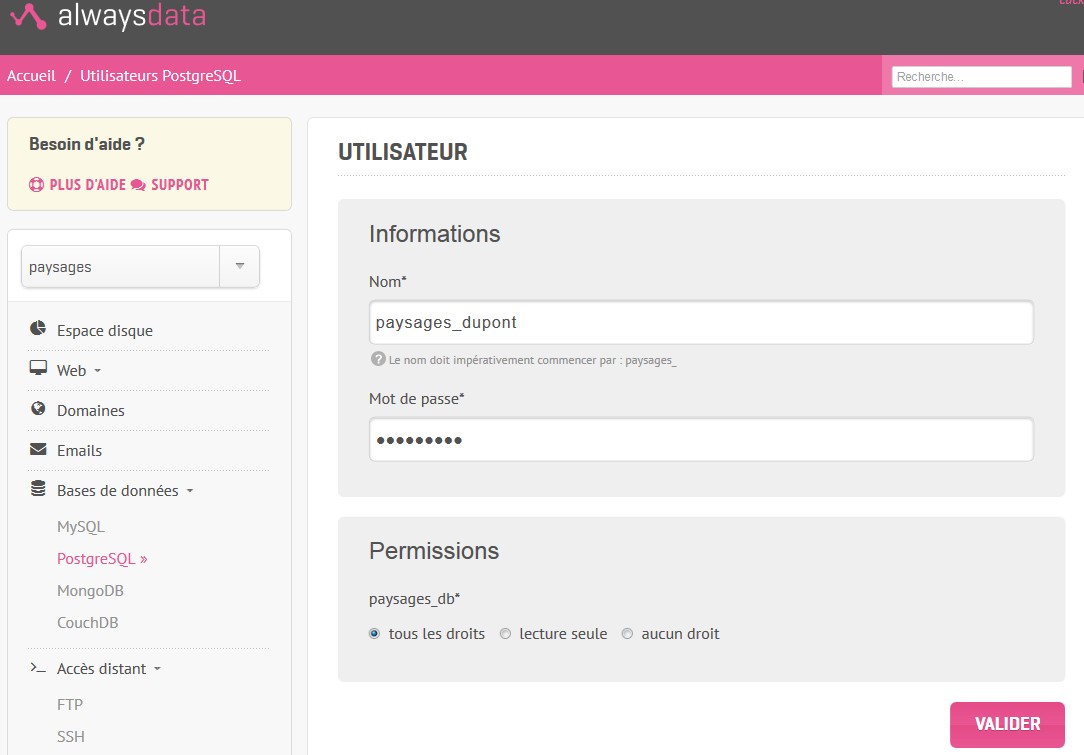 alwaysdata
Accueil / Utilisateurs PostgreSQL
Recherche...
Besoin d'aide ?
PLUS D'AIDE SUPPORT
paysages
Espace disque
Web
Domaines
Emails
Bases de données
MySQL
PostgreSQL »
MongoDB
CouchDB
Accès distant
FTP
SSH
UTILISATEUR
Informations
Nom*
paysages_dupont
? Le nom doit impérativement commencer par : paysages_
Mot de passe*
•••••••••
Permissions
paysages_db*
tous les droits lecture seule aucun droit
VALIDER